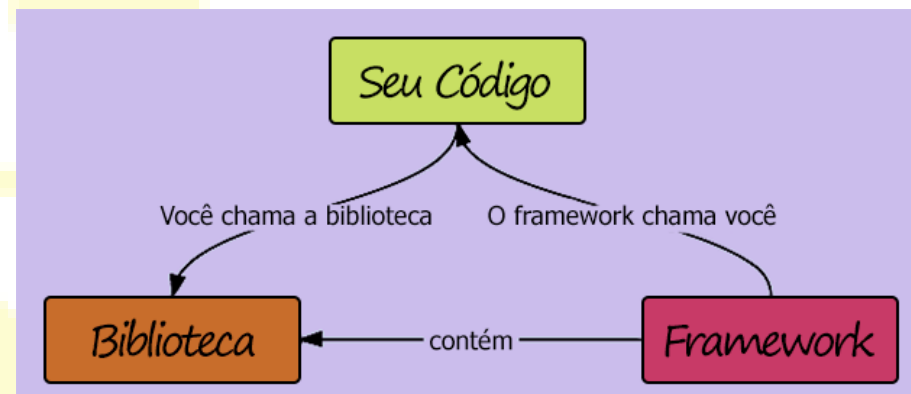 Seu Código
Você chama a biblioteca
O framework chama você
Biblioteca
contém
Framework